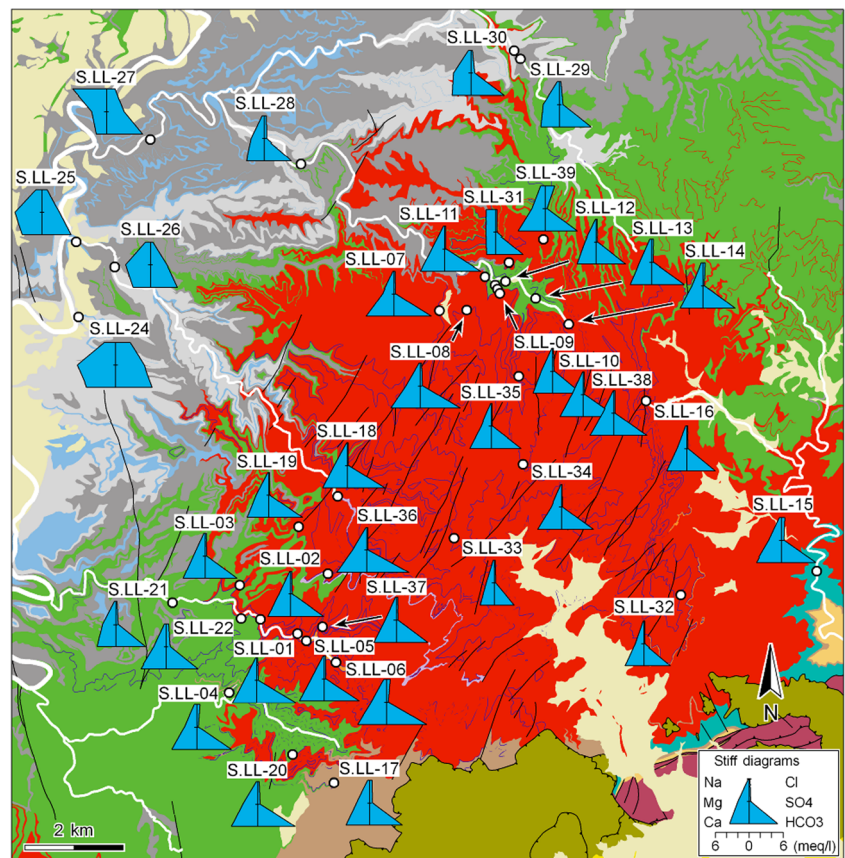 S.LL-30
S.LL-29
S.LL-27
S.LL-28
S.LL-25
S.LL-39
S.LL-31
S.LL-12
S.LL-11
S.LL-13
S.LL-26
S.LL-14
S.LL-07
S.LL-24
S.LL-09
S.LL-08
S.LL-10
S.LL-38
S.LL-35
S.LL-16
S.LL-18
S.LL-19
S.LL-34
S.LL-15
S.LL-36
S.LL-03
S.LL-33
S.LL-02
S.LL-37
S.LL-21
S.LL-32
S.LL-22
S.LL-01
S.LL-05
S.LL-06
S.LL-04
N
S.LL-20
S.LL-17
2 km
Stiff diagrams
Na Cl
Mg SO4
Ca HCO3
6 0 6
(meq/l)